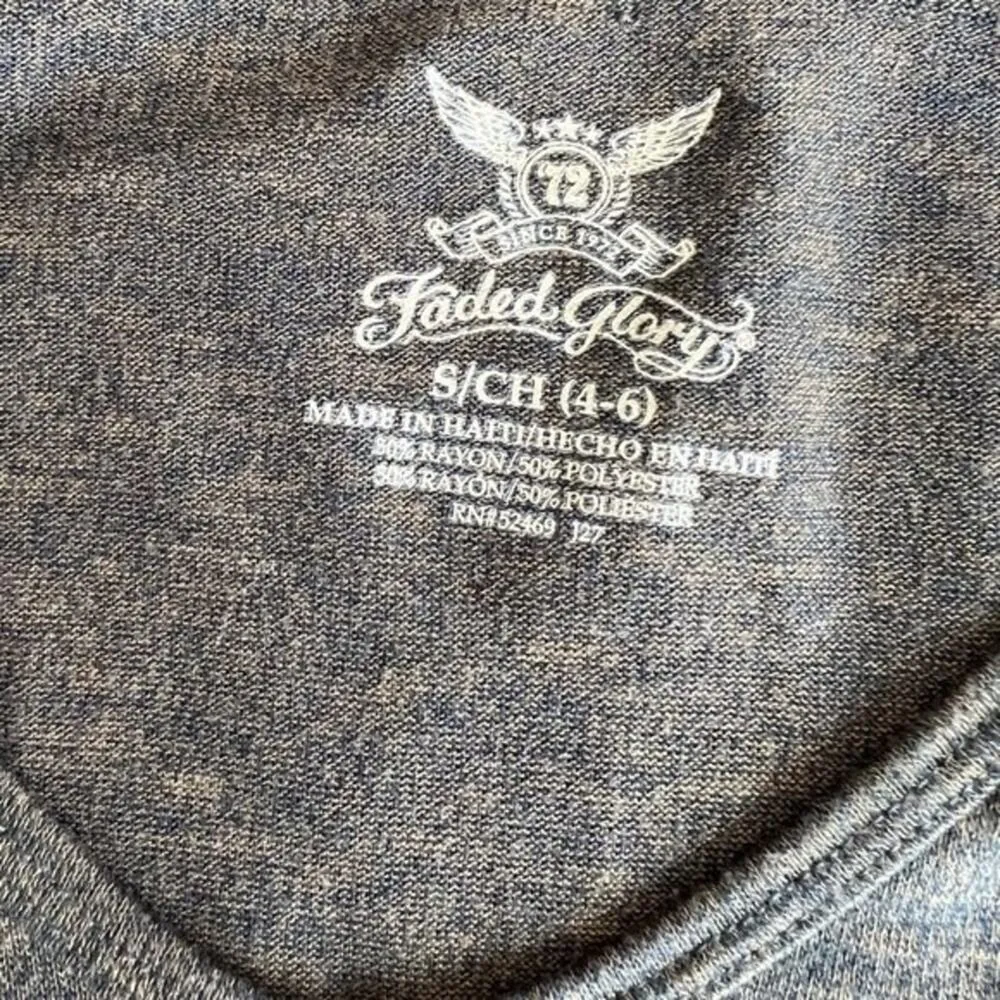 72
SINCE 1972
Faded Glory®
S/CH (4-6)
MADE IN HAITI/HECHO EN HAITI
50% RAYON/50% POLYESTER
50% RAYON/50% POLIESTER
RN#52469 127